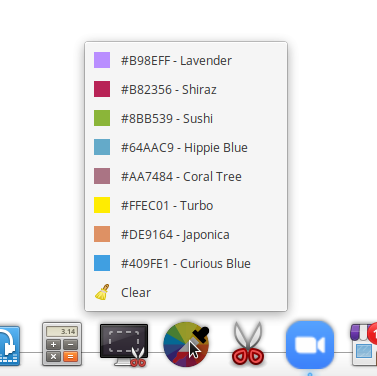 #B98EFF - Lavender
#B82356 - Shiraz
#8BB539 - Sushi
#64AAC9 - Hippie Blue
#AA7484 - Coral Tree
#FFEC01 - Turbo
#DE9164 - Japonica
#409FE1 - Curious Blue
Clear
3.14